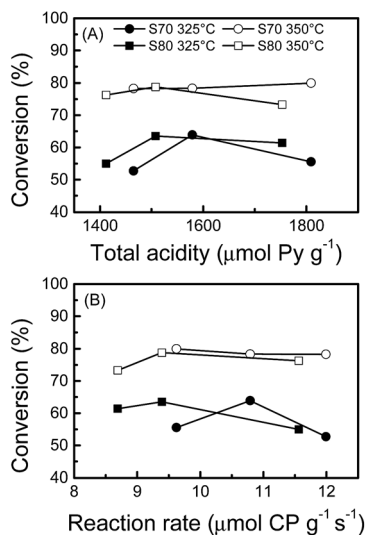 (A)
S70 325°C
S70 350°C
S80 325°C
S80 350°C
Conversion (%)
100
90
80
70
60
50
40
1400
1600
1800
Total acidity (μmol Py g⁻¹)
(B)
Conversion (%)
100
90
80
70
60
50
40
8
9
10
11
12
Reaction rate (μmol CP g⁻¹ s⁻¹)